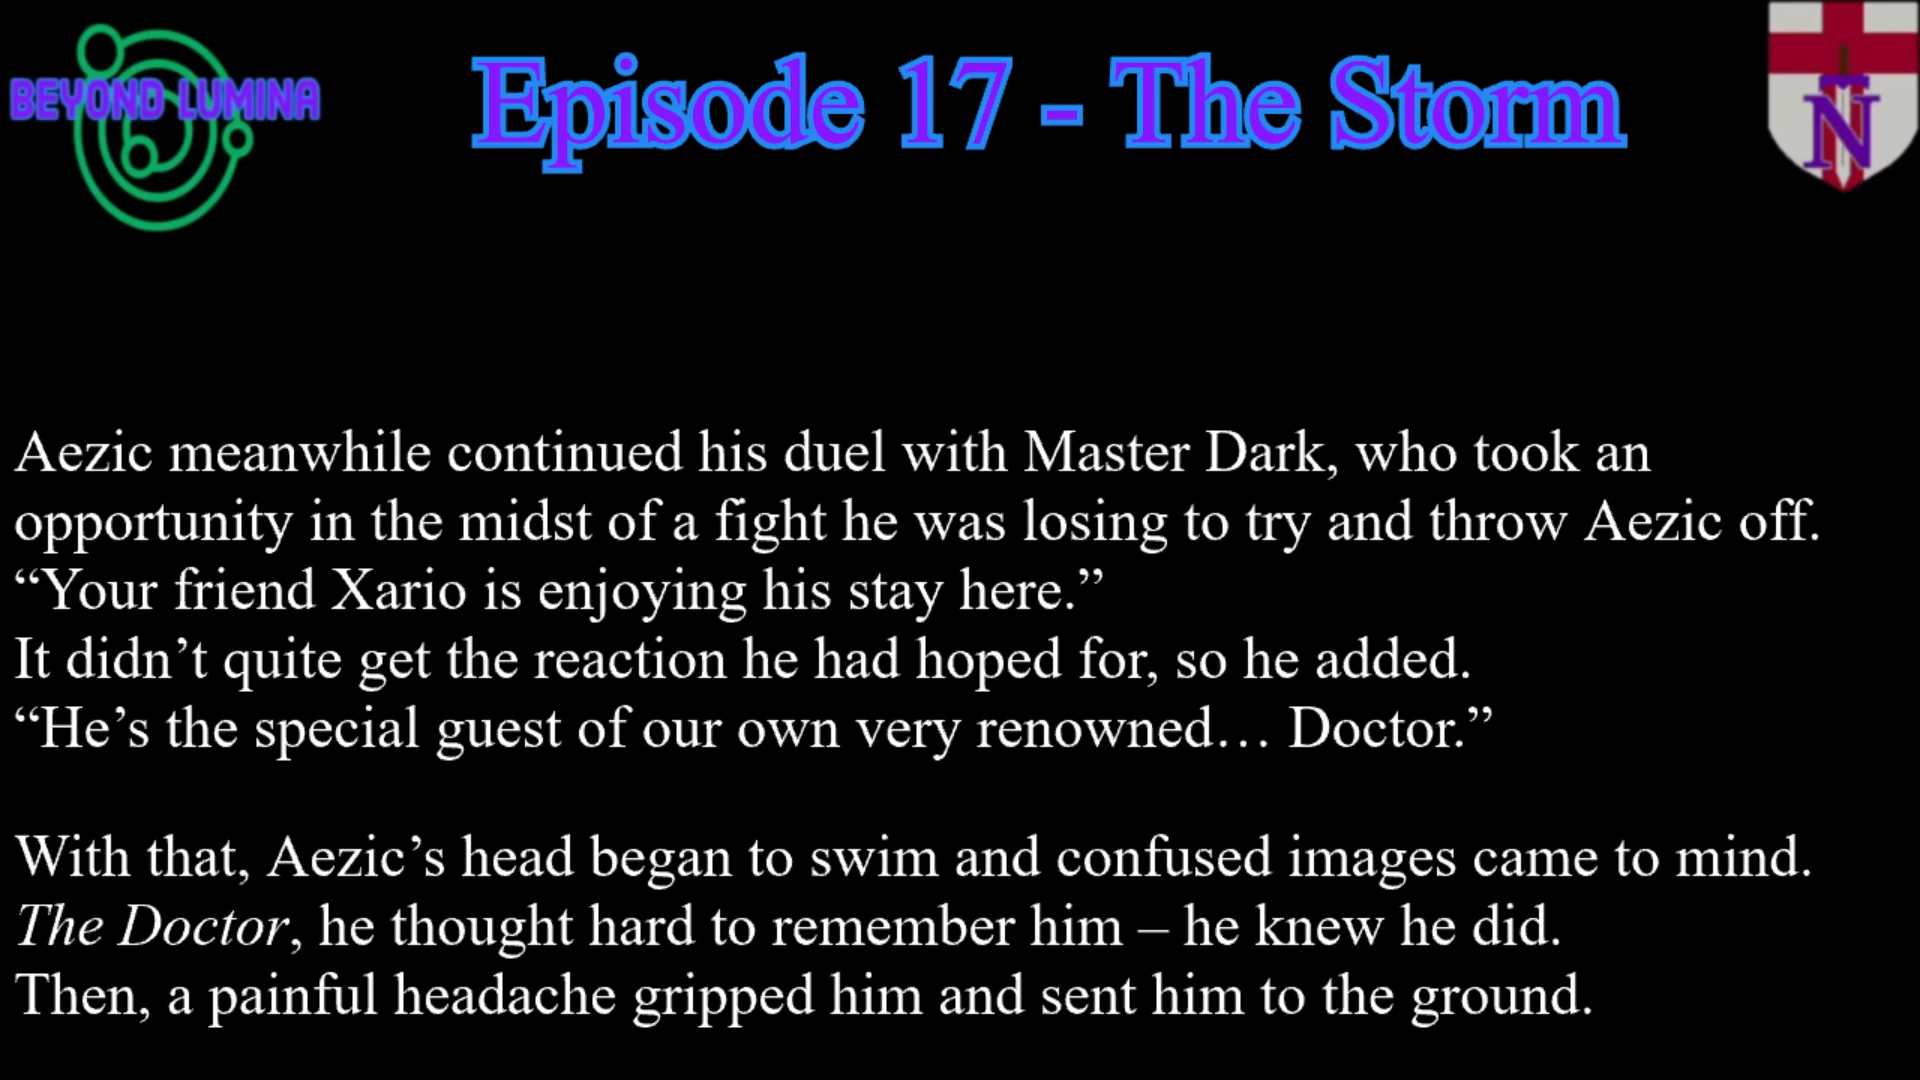 BEYOND LUMINA
Episode 17 - The Storm
N
Aezic meanwhile continued his duel with Master Dark, who took an
opportunity in the midst of a fight he was losing to try and throw Aezic off.
“Your friend Xario is enjoying his stay here.”
It didn’t quite get the reaction he had hoped for, so he added.
“He’s the special guest of our own very renowned… Doctor.”
With that, Aezic’s head began to swim and confused images came to mind.
The Doctor, he thought hard to remember him – he knew he did.
Then, a painful headache gripped him and sent him to the ground.